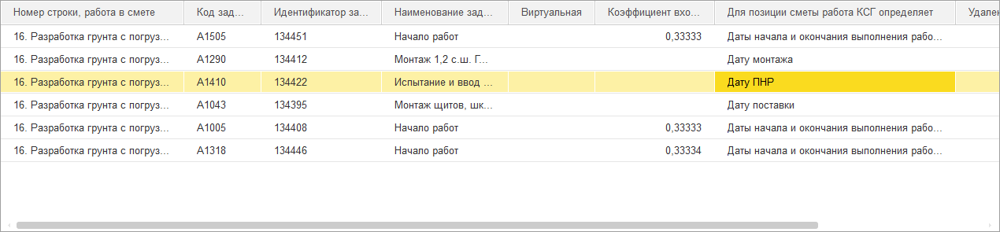 Номер строки, работа в смете Код зад... Идентификатор за... Наименование зад... Виртуальная Коэффициент вхо... Для позиции сметы работа КСГ определяет Удален
16. Разработка грунта с погруз... А1505 134451 Начало работ 0,33333 Даты начала и окончания выполнения рабо...
16. Разработка грунта с погруз... А1290 134412 Монтаж 1,2 с.ш. Г... Дату монтажа
16. Разработка грунта с погруз... А1410 134422 Испытание и ввод ... Дату ПНР
16. Разработка грунта с погруз... А1043 134395 Монтаж щитов, шк... Дату поставки
16. Разработка грунта с погруз... А1005 134408 Начало работ 0,33333 Даты начала и окончания выполнения рабо...
16. Разработка грунта с погруз... А1318 134446 Начало работ 0,33334 Даты начала и окончания выполнения рабо...